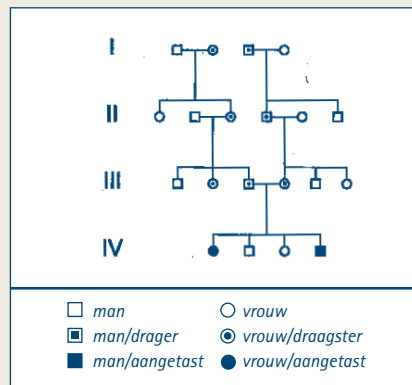 I
II
III
IV
man
vrouw
man/drager
vrouw/draagster
man/aangetast
vrouw/aangetast